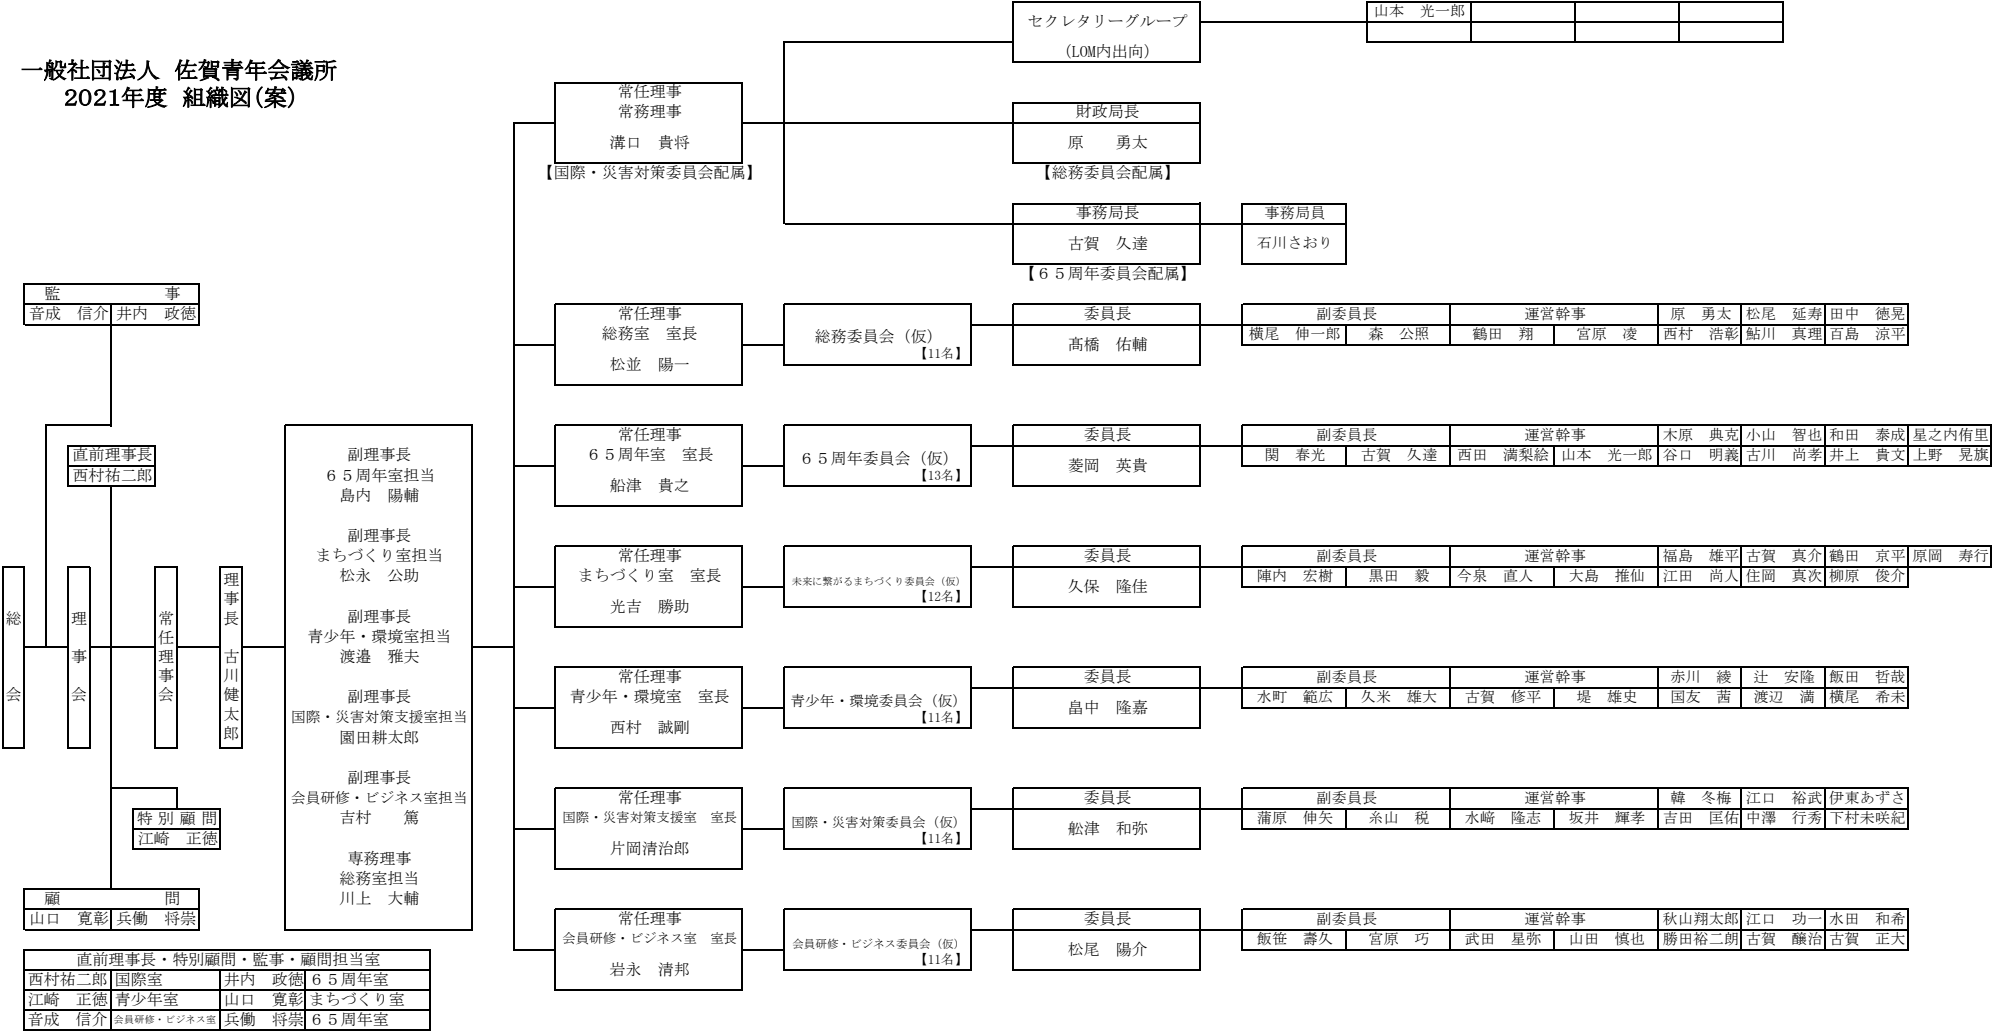 一般社団法人　佐賀青年会議所
2021年度　組織図（案）
セクレタリーグループ
（LOM内出向）
山本　光一郎
常任理事
常務理事
溝口　貴将
【国際・災害対策委員会配属】
財政局長
原　　勇太
【総務委員会配属】
事務局長
古賀　久達
【６５周年委員会配属】
事務局員
石川さおり
監　　　　　　事
音成　信介 井内　政徳
直前理事長
西村祐二郎
総　　会
理　事　会
常任理事会
理事長　古川健太郎
特 別 顧 問
江崎　正徳
顧　　　　　　問
山口　寛彰 兵働　将崇
副理事長
６５周年室担当
島内　陽輔
副理事長
まちづくり室担当
松永　公助
副理事長
青少年・環境室担当
渡邉　雅夫
副理事長
国際・災害対策支援室担当
園田耕太郎
副理事長
会員研修・ビジネス室担当
吉村　　篤
専務理事
総務室担当
川上　大輔
常任理事
総務室　室長
松並　陽一
総務委員会（仮）
【11名】
委員長
髙橋　佑輔
副委員長 運営幹事 原　勇太 松尾　延寿 田中　徳晃
横尾　伸一郎 森　公照 鶴田　翔 宮原　凌 西村　浩彰 鮎川　真理 百島　涼平
常任理事
６５周年室　室長
船津　貴之
６５周年委員会（仮）
【13名】
委員長
菱岡　英貴
副委員長 運営幹事 木原　典克 小山　智也 和田　泰成 星之内侑里
関　春光 古賀　久達 西田　満梨絵 山本　光一郎 谷口　明義 古川　尚孝 井上　貴文 上野　晃旗
常任理事
まちづくり室　室長
光吉　勝助
未来に繋がるまちづくり委員会（仮）
【12名】
委員長
久保　隆佳
副委員長 運営幹事 福島　雄平 古賀　真介 鶴田　京平 原岡　寿行
陣内　宏樹 黒田　毅 今泉　直人 大島　推仙 江田　尚人 住岡　真次 柳原　俊介
常任理事
青少年・環境室　室長
西村　誠剛
青少年・環境委員会（仮）
【11名】
委員長
畠中　隆嘉
副委員長 運営幹事 赤川　綾 辻　安隆 飯田　哲哉
水町　範広 久米　雄大 古賀　修平 堤　雄史 国友　茜 渡辺　満 横尾　希未
常任理事
国際・災害対策支援室　室長
片岡清治郎
国際・災害対策委員会（仮）
【11名】
委員長
舩津　和弥
副委員長 運営幹事 韓　冬梅 江口　裕武 伊東あずさ
蒲原　伸矢 糸山　税 水﨑　隆志 坂井　輝孝 吉田　匡佑 中澤　行秀 下村未咲紀
常任理事
会員研修・ビジネス室　室長
岩永　清邦
会員研修・ビジネス委員会（仮）
【11名】
委員長
松尾　陽介
副委員長 運営幹事 秋山翔太郎 江口　功一 水田　和希
飯笹　壽久 宮原　巧 武田　星弥 山田　慎也 勝田裕二朗 古賀　醸治 古賀　正大
直前理事長・特別顧問・監事・顧問担当室
西村祐二郎 国際室 井内　政徳 ６５周年室
江崎　正徳 青少年室 山口　寛彰 まちづくり室
音成　信介 会員研修・ビジネス室 兵働　将崇 ６５周年室